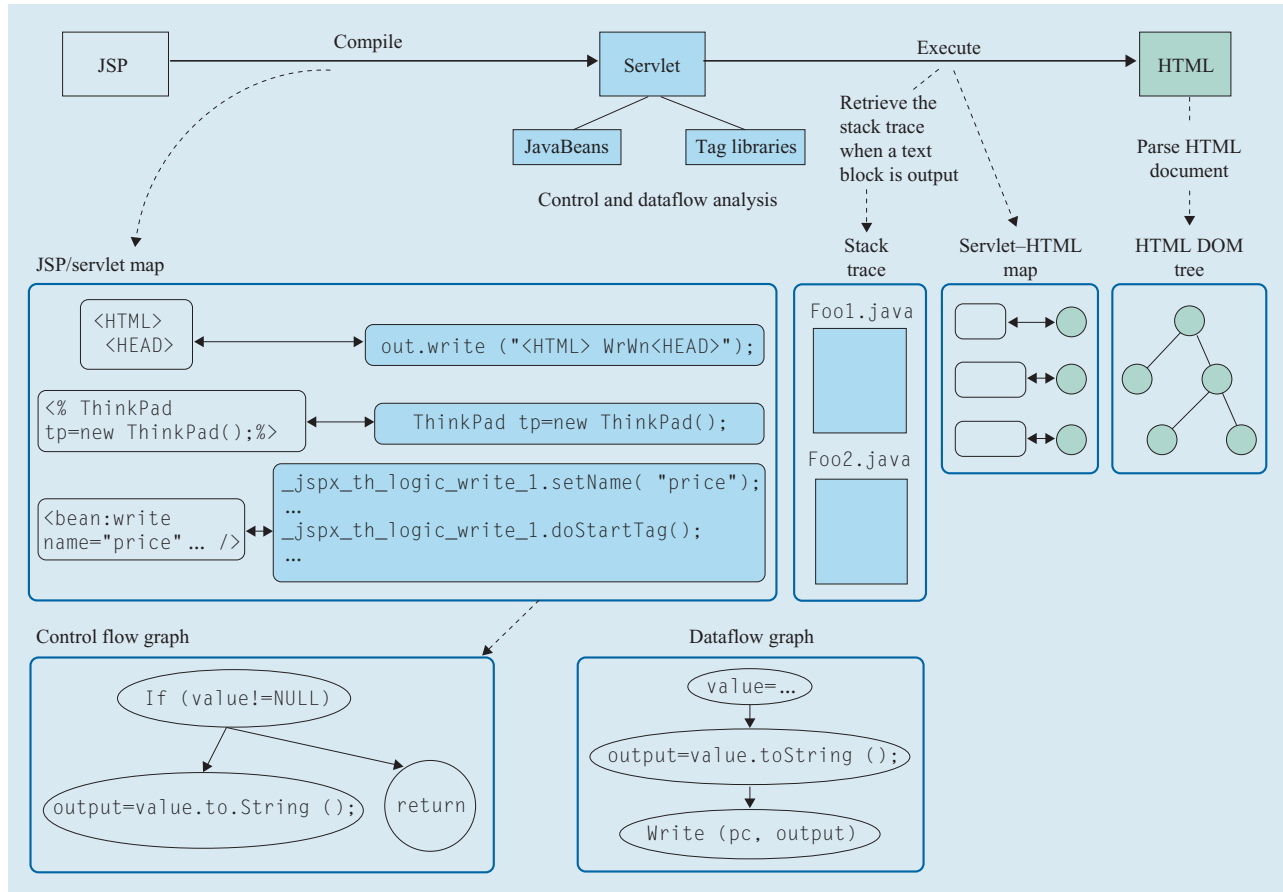 Compile
Execute
JSP
Servlet
HTML
JavaBeans
Tag libraries
Control and dataflow analysis
Retrieve the
stack trace
when a text
block is output
Parse HTML
document
JSP/servlet map
Stack
trace
Servlet–HTML
map
HTML DOM
tree
<HTML>
<HEAD>
out.write ("<HTML> WrWn<HEAD>");
<% ThinkPad
tp=new ThinkPad();%>
ThinkPad tp=new ThinkPad();
<bean:write
name="price" … />
_jspx_th_logic_write_1.setName( "price");
…
_jspx_th_logic_write_1.doStartTag();
…
Foo1.java
Foo2.java
Control flow graph
If (value!=NULL)
output=value.to.String ();
return
Dataflow graph
value=…
output=value.toString ();
Write (pc, output)